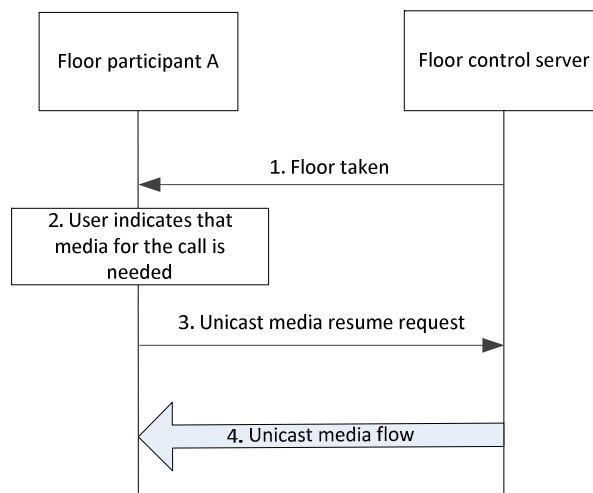 Floor participant A
Floor control server
1. Floor taken
2. User indicates that
media for the call is
needed
3. Unicast media resume request
4. Unicast media flow